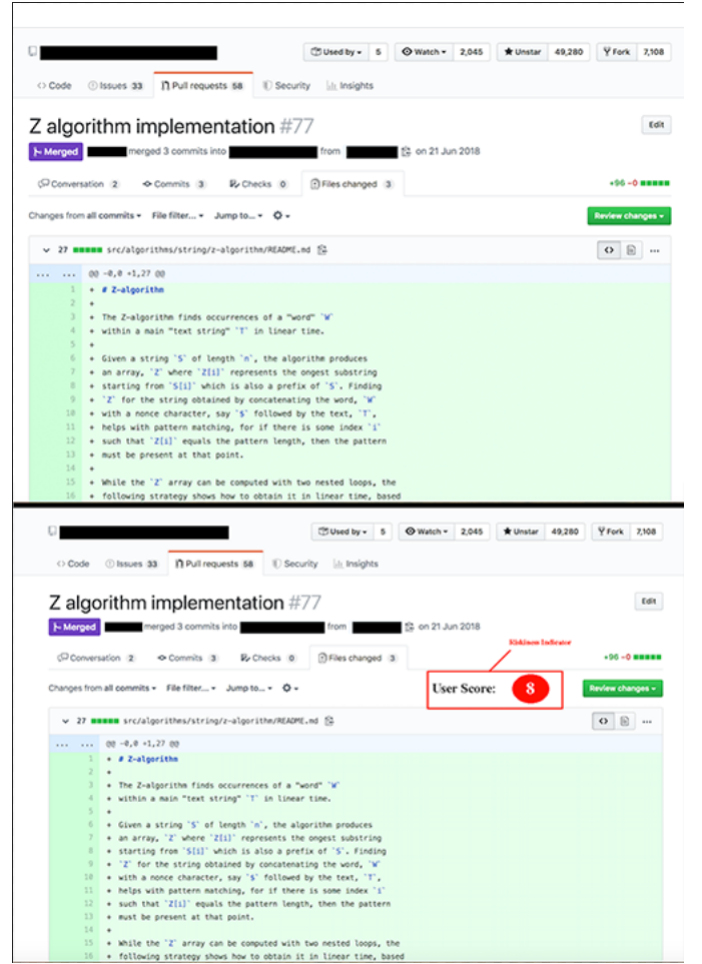 Used by 5 Watch 2,045 Unstar 49,280 Fork 7,108
Code Issues 33 Pull requests 58 Security Insights
Z algorithm implementation #77 Edit
Merged merged 3 commits into from on 21 Jun 2018
Conversation 2 Commits 3 Checks 0 Files changed 3 +96 −0
Changes from all commits File filter... Jump to... Review changes
27 src/algorithms/string/z-algorithm/README.md ...
... ... @@ -0,0 +1,27 @@
1 + # Z-algorithm
2 +
3 + The Z-algorithm finds occurrences of a "word" `W`
4 + within a main "text string" `T` in linear time.
5 +
6 + Given a string `S` of length `n`, the algorithm produces
7 + an array, `Z` where `Z[i]` represents the ongest substring
8 + starting from `S[i]` which is also a prefix of `S`. Finding
9 + `Z` for the string obtained by concatenating the word, `W`
10 + with a nonce character, say `$` followed by the text, `T`,
11 + helps with pattern matching, for if there is some index `i`
12 + such that `Z[i]` equals the pattern length, then the pattern
13 + must be present at that point.
14 +
15 + While the `Z` array can be computed with two nested loops, the
16 + following strategy shows how to obtain it in linear time, based
Used by 5 Watch 2,045 Unstar 49,280 Fork 7,108
Code Issues 33 Pull requests 58 Security Insights
Z algorithm implementation #77 Edit
Merged merged 3 commits into from on 21 Jun 2018
Riskiness Indicator
Conversation 2 Commits 3 Checks 0 Files changed 3 +96 −0
Changes from all commits File filter... Jump to... User Score: 8 Review changes
27 src/algorithms/string/z-algorithm/README.md ...
... ... @@ -0,0 +1,27 @@
1 + # Z-algorithm
2 +
3 + The Z-algorithm finds occurrences of a "word" `W`
4 + within a main "text string" `T` in linear time.
5 +
6 + Given a string `S` of length `n`, the algorithm produces
7 + an array, `Z` where `Z[i]` represents the ongest substring
8 + starting from `S[i]` which is also a prefix of `S`. Finding
9 + `Z` for the string obtained by concatenating the word, `W`
10 + with a nonce character, say `$` followed by the text, `T`,
11 + helps with pattern matching, for if there is some index `i`
12 + such that `Z[i]` equals the pattern length, then the pattern
13 + must be present at that point.
14 +
15 + While the `Z` array can be computed with two nested loops, the
16 + following strategy shows how to obtain it in linear time, based